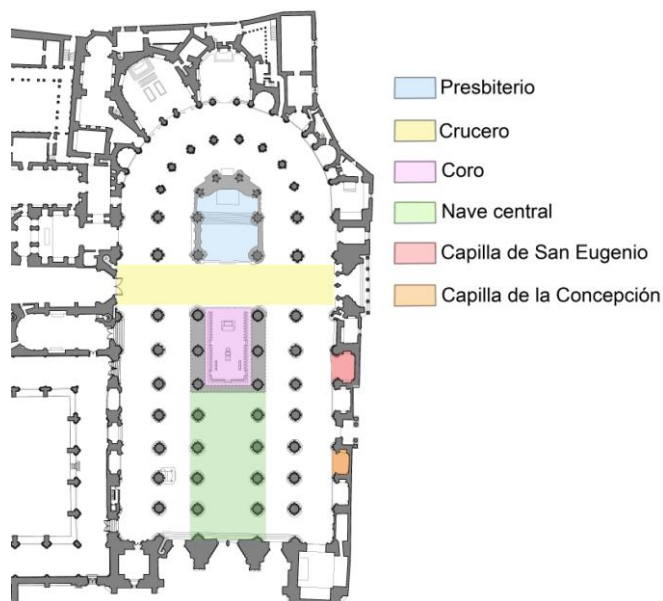 Presbiterio
Crucero
Coro
Nave central
Capilla de San Eugenio
Capilla de la Concepción